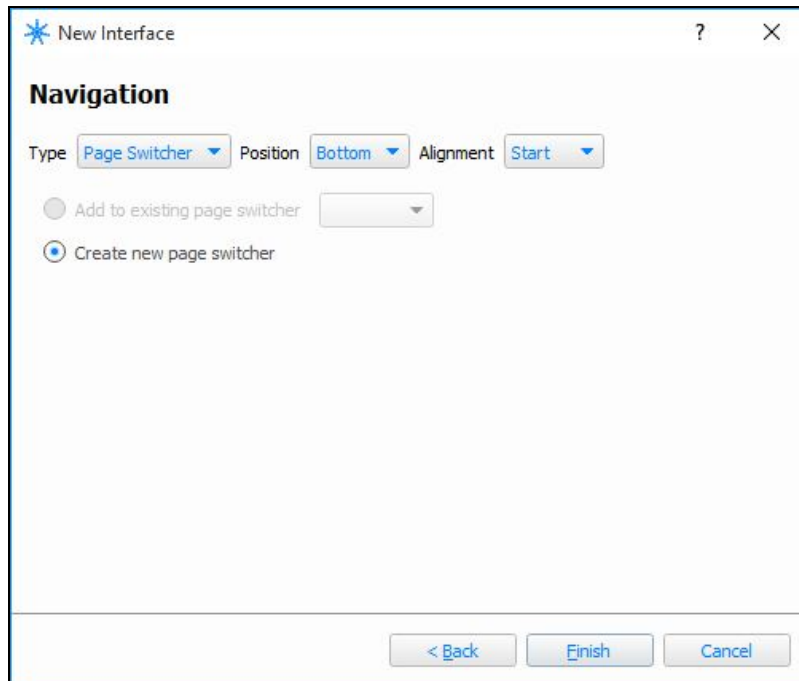 New Interface ?
Navigation
Type Page Switcher Position Bottom Alignment Start
Add to existing page switcher
Create new page switcher
< Back Finish Cancel